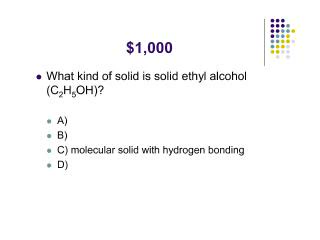 $1,000
What kind of solid is solid ethyl alcohol
(C₂H₅OH)?
A)
B)
C) molecular solid with hydrogen bonding
D)